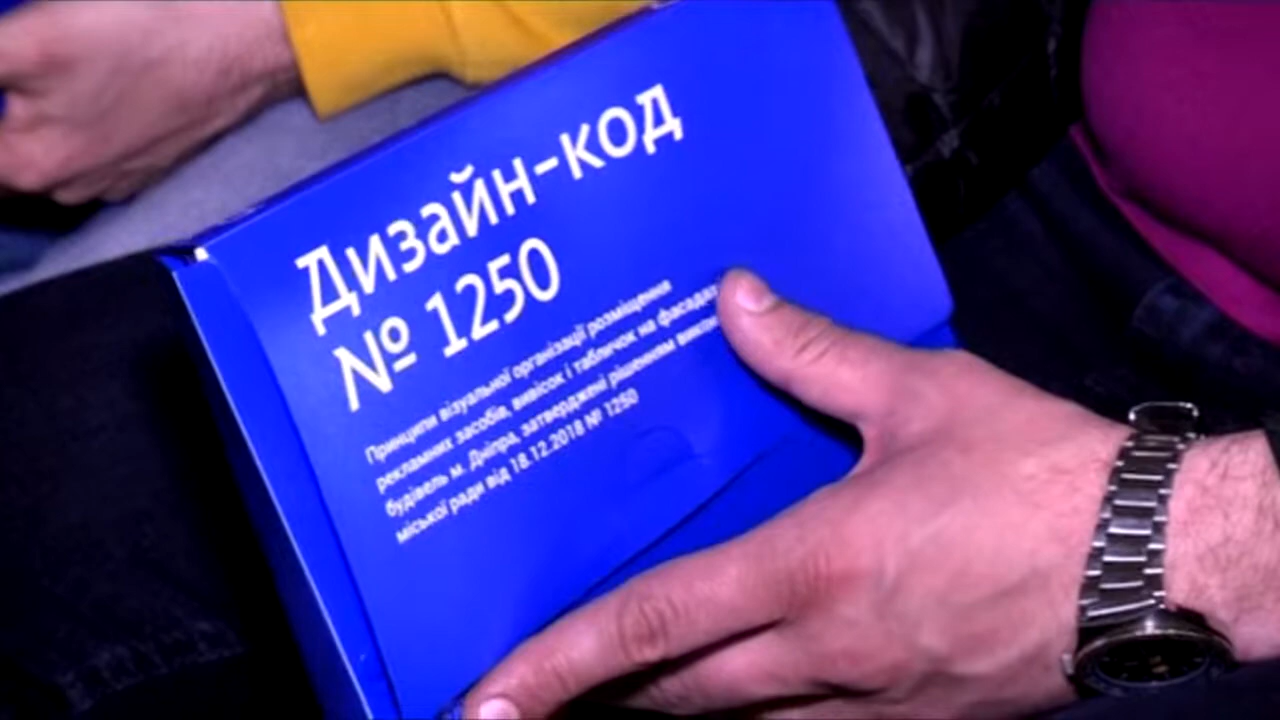 Дизайн-код
№ 1250
Принципи візуальної організації розміщення
рекламних засобів, вивісок і табличок на фасадах
будівель м. Дніпра, затверджені рішенням
міської ради від 18.12.2018 № 1250